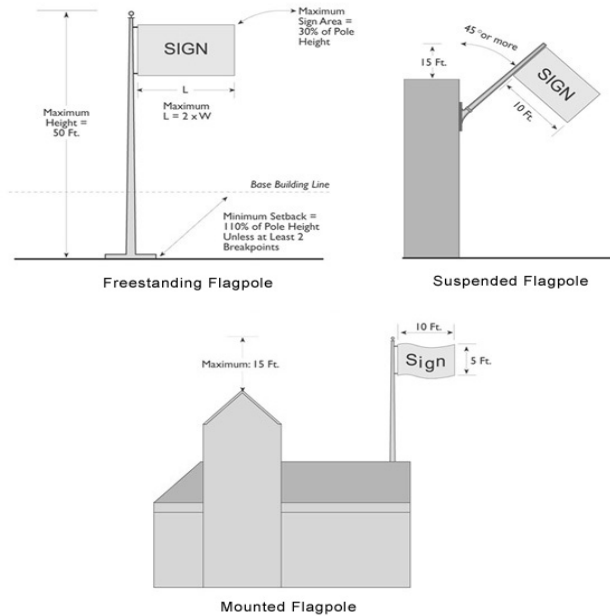 SIGN
Maximum
Sign Area =
30% of Pole
Height
L
Maximum
L = 2 x W
Maximum
Height =
50 Ft.
Base Building Line
Minimum Setback =
110% of Pole Height
Unless at Least 2
Breakpoints
Freestanding Flagpole
45° or more
15 Ft.
SIGN
10 Ft.
Suspended Flagpole
10 Ft.
Maximum: 15 Ft.
Sign
5 Ft.
Mounted Flagpole